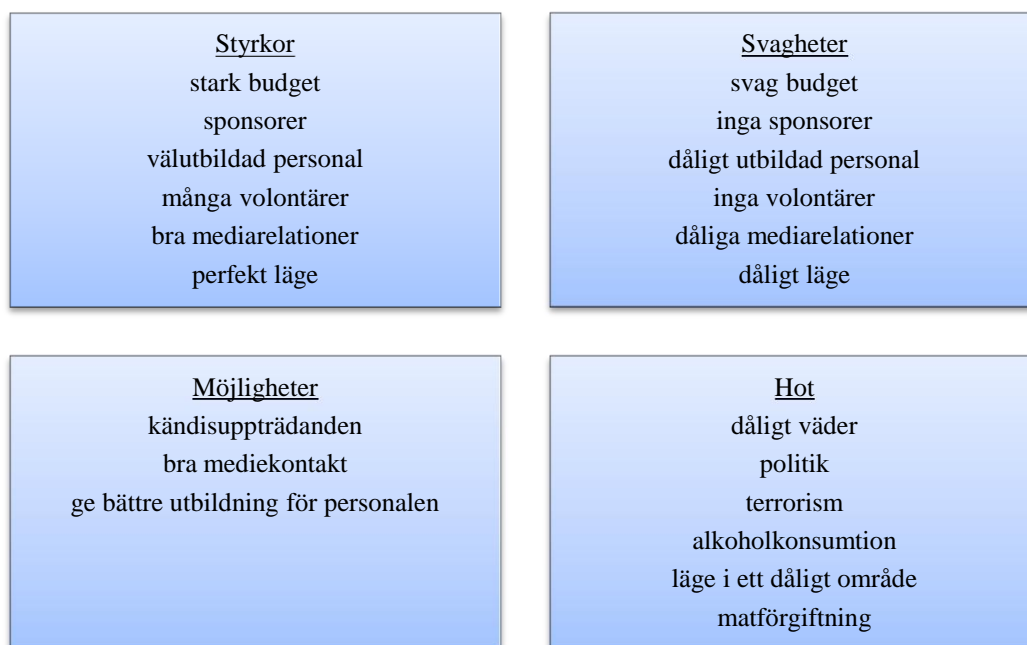 Styrkor
stark budget
sponsorer
välutbildad personal
många volontärer
bra mediarelationer
perfekt läge
Svagheter
svag budget
inga sponsorer
dåligt utbildad personal
inga volontärer
dåliga mediarelationer
dåligt läge
Möjligheter
kändisuppträdanden
bra mediekontakt
ge bättre utbildning för personalen
Hot
dåligt väder
politik
terrorism
alkoholkonsumtion
läge i ett dåligt område
matförgiftning